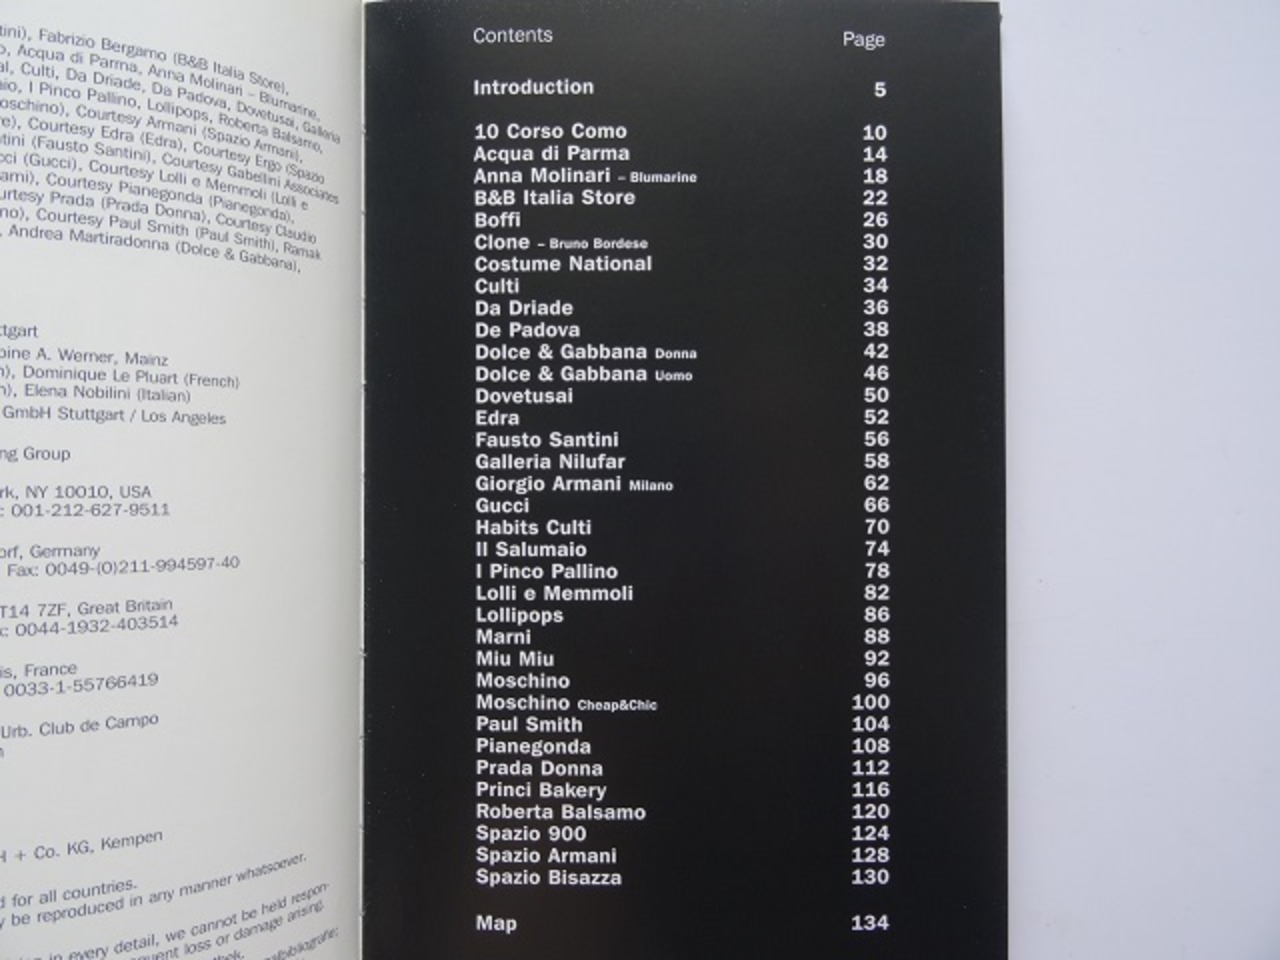 tini), Fabrizio Bergamo (B&B Italia Store),
o, Acqua di Parma, Anna Molinari – Blumarine,
al, Culti, Da Driade, Da Padova, Dovetusai, Galleria
aio, I Pinco Pallino, Lollipops, Roberta Balsamo,
oschino), Courtesy Armani (Spazio Armani),
re), Courtesy Edra (Edra), Courtesy Ergo (Spazio
ntini (Fausto Santini), Courtesy Gabellini Associates
cci (Gucci), Courtesy Lolli e Memmoli (Lolli e
arni), Courtesy Pianegonda (Pianegonda),
urtesy Prada (Prada Donna), Courtesy Claudio
no), Courtesy Paul Smith (Paul Smith), Ramak
, Andrea Martiradonna (Dolce & Gabbana),
ttgart
bine A. Werner, Mainz
h), Dominique Le Pluart (French)
h), Elena Nobilini (Italian)
GmbH Stuttgart / Los Angeles
ng Group
rk, NY 10010, USA
: 001-212-627-9511
orf, Germany
Fax: 0049-(0)211-994597-40
T14 7ZF, Great Britain
x: 0044-1932-403514
is, France
0033-1-55766419
Urb. Club de Campo
H + Co. KG, Kempen
d for all countries.
y be reproduced in any manner whatsoever.
in every detail, we cannot be held respon-
quent loss or damage arising.
Contents Page
Introduction 5
10 Corso Como 10
Acqua di Parma 14
Anna Molinari – Blumarine 18
B&B Italia Store 22
Boffi 26
Clone – Bruno Bordese 30
Costume National 32
Culti 34
Da Driade 36
De Padova 38
Dolce & Gabbana Donna 42
Dolce & Gabbana Uomo 46
Dovetusai 50
Edra 52
Fausto Santini 56
Galleria Nilufar 58
Giorgio Armani Milano 62
Gucci 66
Habits Culti 70
Il Salumaio 74
I Pinco Pallino 78
Lolli e Memmoli 82
Lollipops 86
Marni 88
Miu Miu 92
Moschino 96
Moschino Cheap&Chic 100
Paul Smith 104
Pianegonda 108
Prada Donna 112
Princi Bakery 116
Roberta Balsamo 120
Spazio 900 124
Spazio Armani 128
Spazio Bisazza 130
Map 134